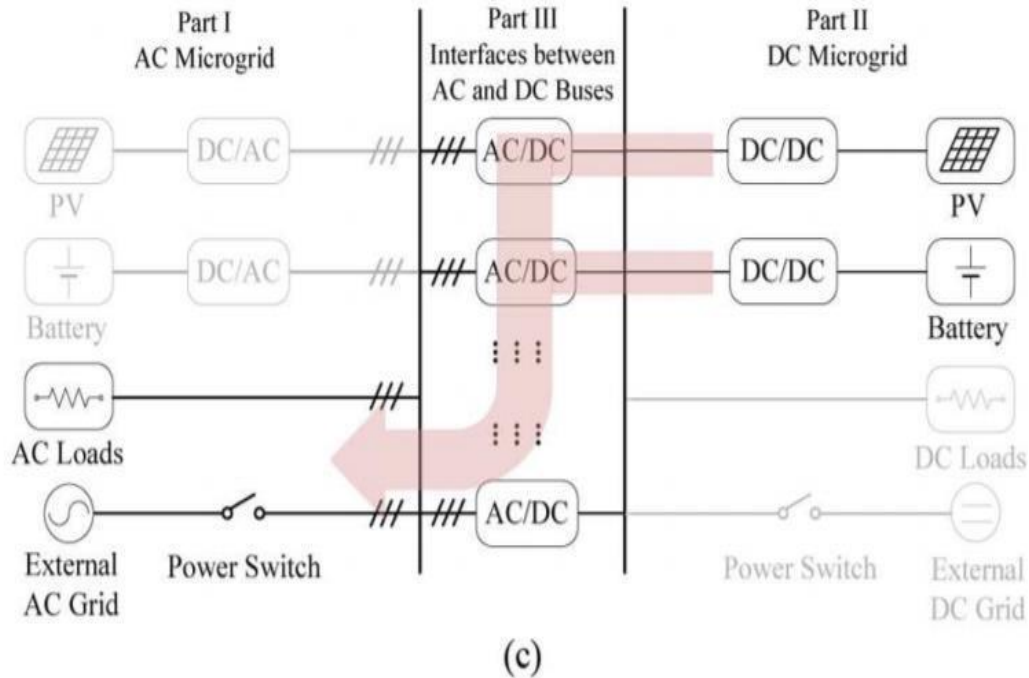 Part I
AC Microgrid
Part III
Interfaces between
AC and DC Buses
Part II
DC Microgrid
PV
DC/AC
AC/DC
DC/DC
PV
Battery
DC/AC
AC/DC
DC/DC
Battery
AC Loads
DC Loads
External
AC Grid
Power Switch
AC/DC
Power Switch
External
DC Grid
(c)